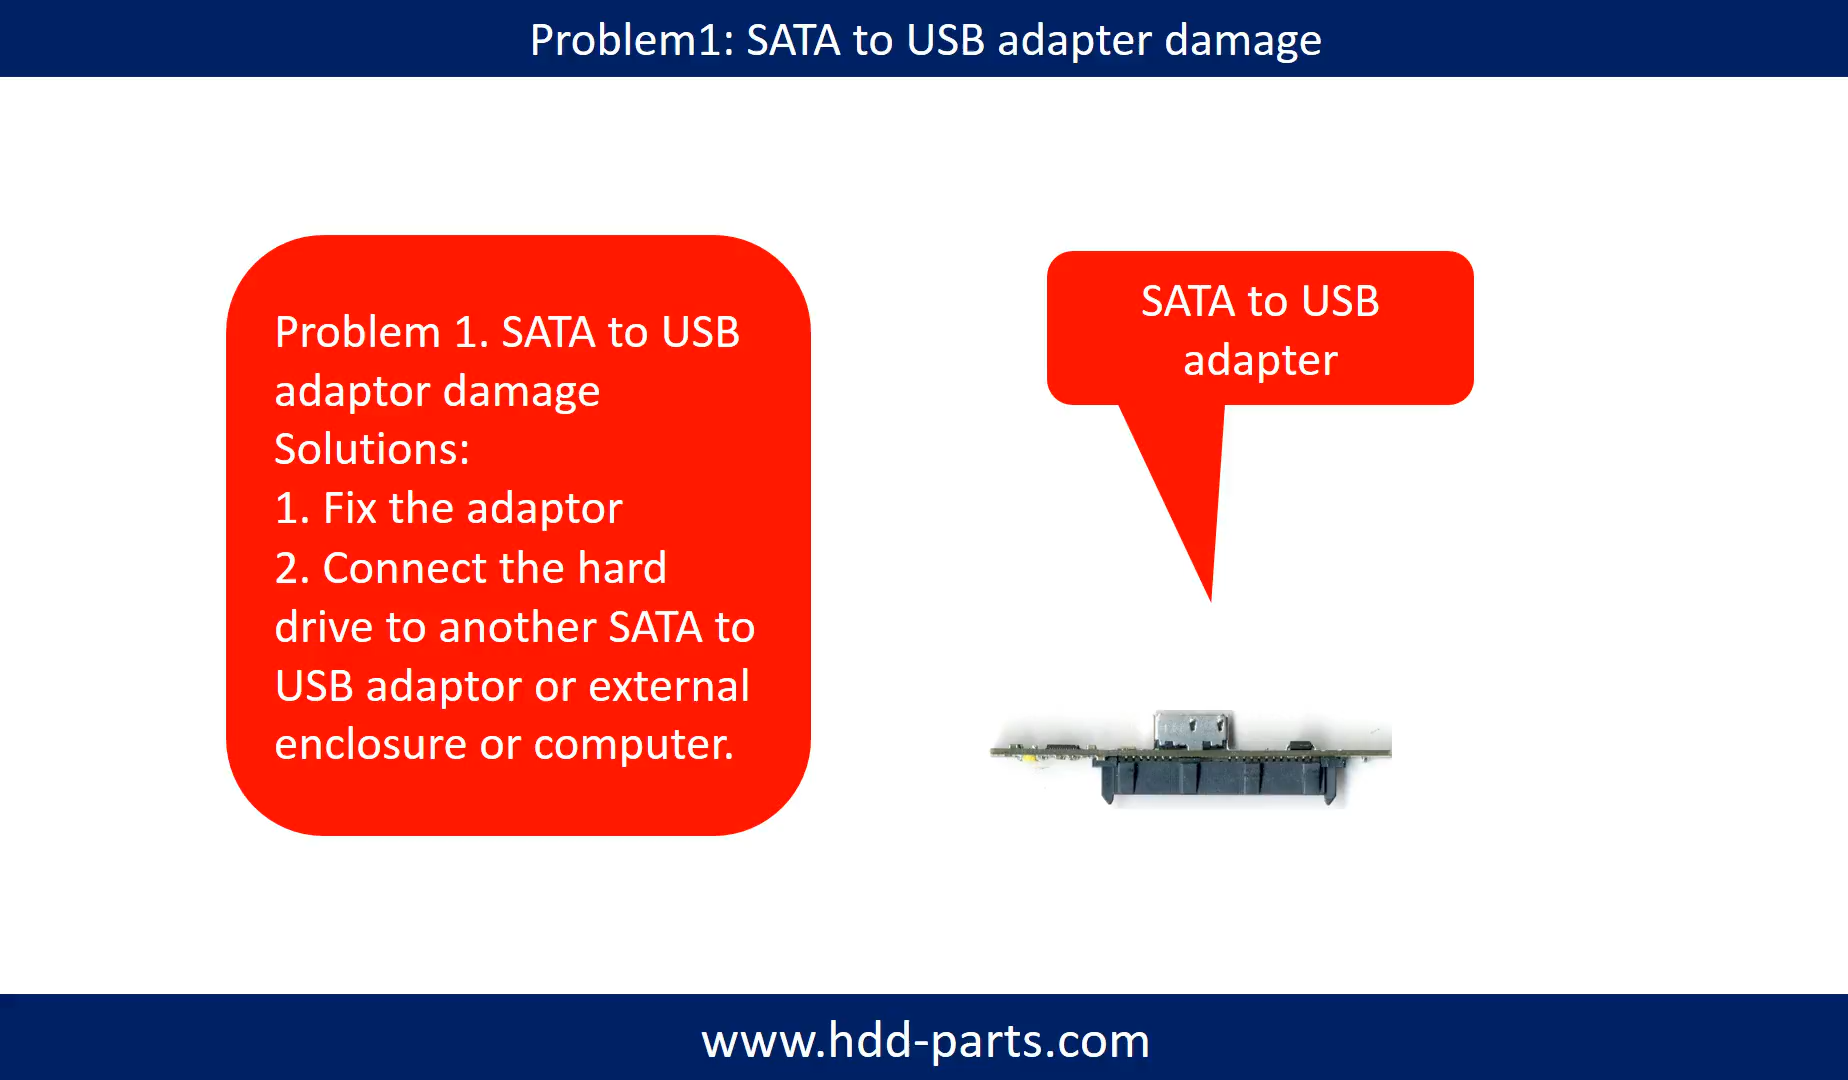 Problem1: SATA to USB adapter damage
Problem 1. SATA to USB
adaptor damage
Solutions:
1. Fix the adaptor
2. Connect the hard
drive to another SATA to
USB adaptor or external
enclosure or computer.
SATA to USB
adapter
www.hdd-parts.com